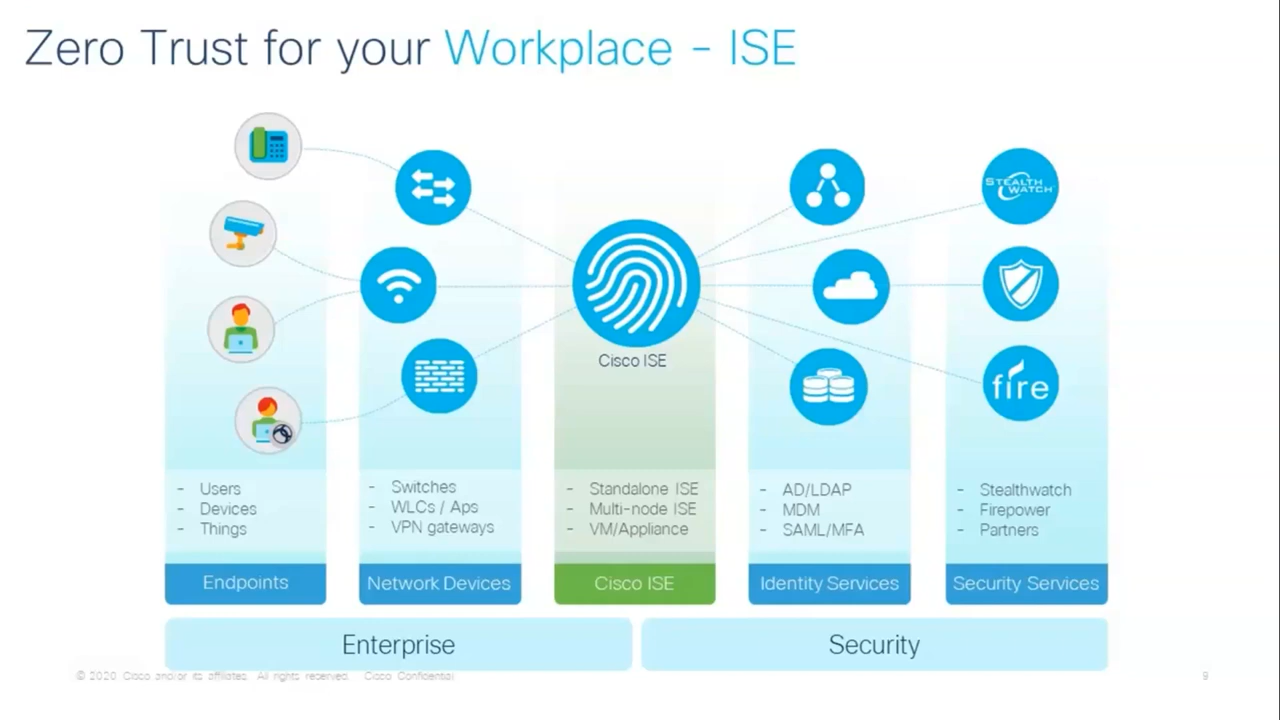 Zero Trust for your Workplace - ISE
STEALTH
WATCH
Cisco ISE
fire
- Users
- Devices
- Things
- Switches
- WLCs / Aps
- VPN gateways
- Standalone ISE
- Multi-node ISE
- VM/Appliance
- AD/LDAP
- MDM
- SAML/MFA
- Stealthwatch
- Firepower
- Partners
Endpoints
Network Devices
Cisco ISE
Identity Services
Security Services
Enterprise
Security
© 2020 Cisco and/or its affiliates. All rights reserved. Cisco Confidential
9